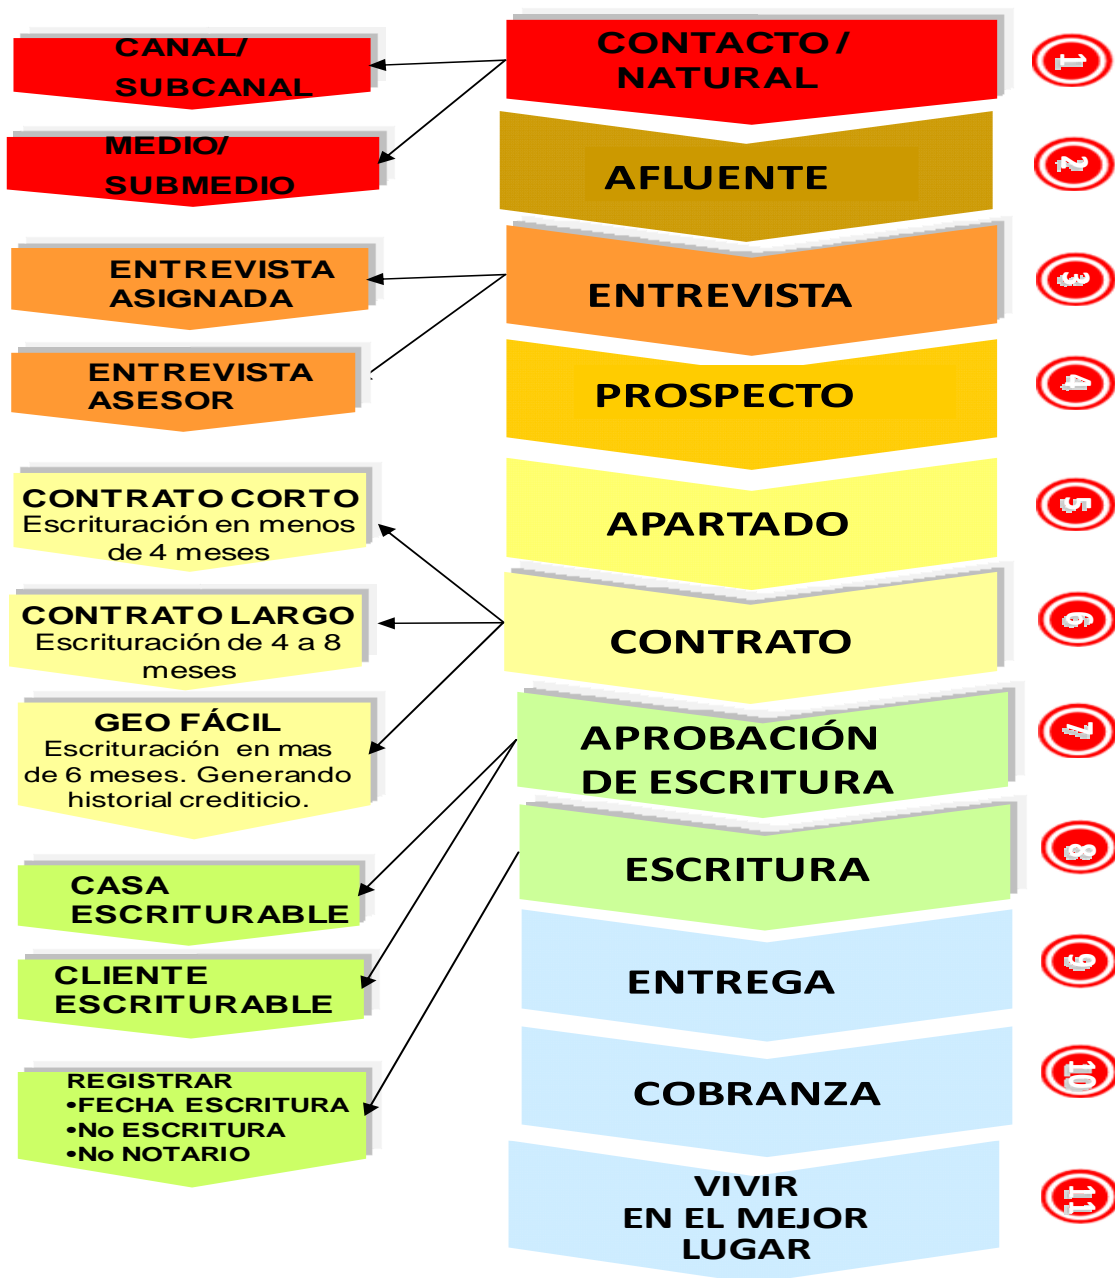 CANAL/
SUBCANAL
CONTACTO /
NATURAL
1
MEDIO/
SUBMEDIO
AFLUENTE
2
ENTREVISTA
ASIGNADA
ENTREVISTA
3
ENTREVISTA
ASESOR
PROSPECTO
4
CONTRATO CORTO
Escrituración en menos
de 4 meses
APARTADO
5
CONTRATO LARGO
Escrituración de 4 a 8
meses
CONTRATO
6
GEO FÁCIL
Escrituración en mas
de 6 meses. Generando
historial crediticio.
APROBACIÓN
DE ESCRITURA
7
CASA
ESCRITURABLE
ESCRITURA
8
CLIENTE
ESCRITURABLE
ENTREGA
9
REGISTRAR
•FECHA ESCRITURA
•No ESCRITURA
•No NOTARIO
COBRANZA
10
VIVIR
EN EL MEJOR
LUGAR
11